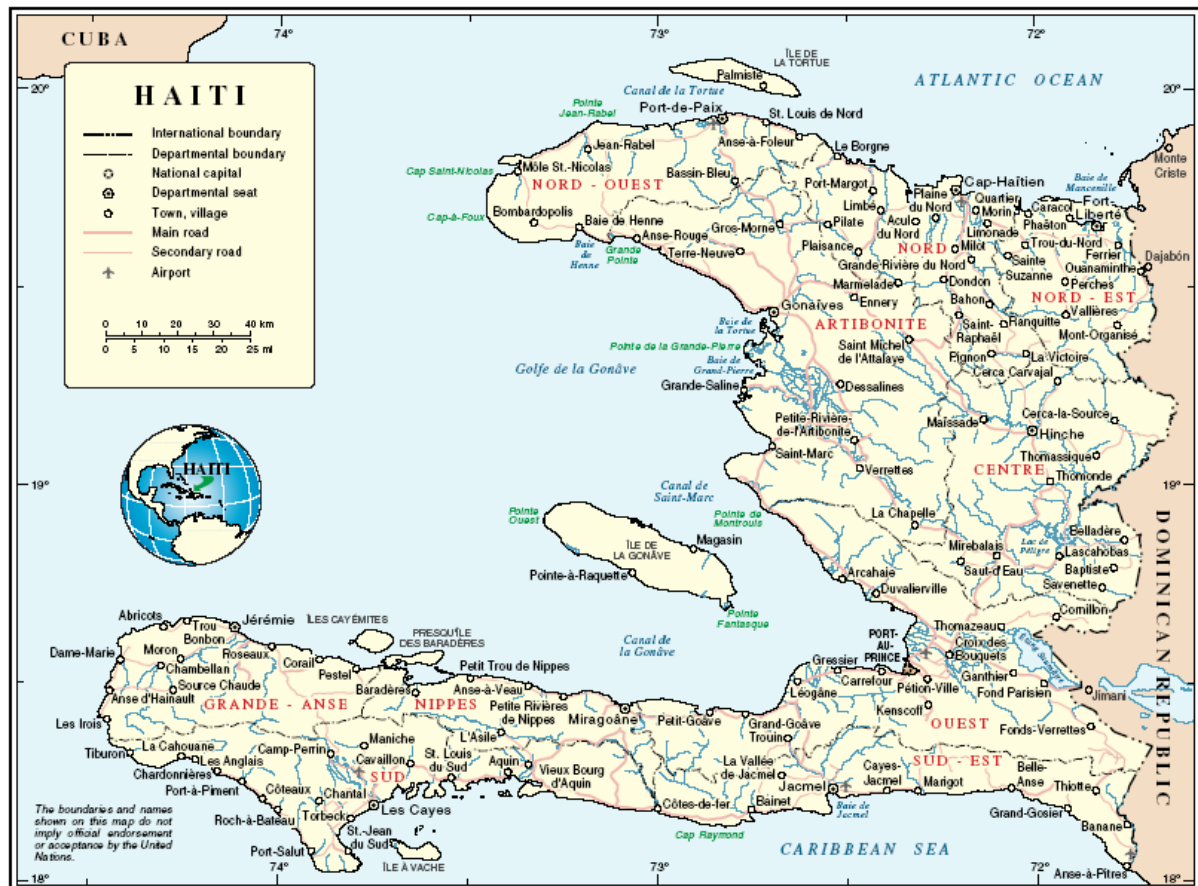 CUBA
74°
73°
72°
ÎLE DE
LA TORTUE
Palmiste
ATLANTIC OCEAN
20°
20°
HAITI
International boundary
Departmental boundary
National capital
Departmental seat
Town, village
Main road
Secondary road
Airport
0 10 20 30 40 km
0 5 10 15 20 25 mi
Canal de la Tortue
Pointe
Jean-Rabel
Port-de-Paix
St. Louis de Nord
Jean-Rabel
Anse-à-Foleur
Le Borgne
Monte
Criste
Cap Saint-Nicolas
Môle St.-Nicolas
NORD - OUEST
Bassin-Bleu
Port-Margot
Plaine
du Nord
Cap-Haïtien
Baie de
Mancenille
Quartier
Morin
Caracol
Fort-
Liberté
Cap-à-Foux
Bombardopolis
Baie de Henne
Gros-Morne
Pilate
Limbé
Acul
du Nord
Limonade
Phaëton
Anse-Rouge
NORD
Milot
Trou-du-Nord
Ferrier
Baie
de
Henne
Grande
Pointe
Terre-Neuve
Plaisance
Sainte
Suzanne
Ouanaminthe
Dajabón
Grande Rivière du Nord
Perches
Marmelade
Dondon
NORD - EST
Ennery
Bahon
Vallières
Gonaïves
Baie de
la Tortue
ARTIBONITE
Saint-
Raphaël
Ranquitte
Mont-Organisé
Pointe de la Grande-Pierre
Saint Michel
de l'Attalaye
Pignon
La Victoire
Baie de
Grand-Pierre
Golfe de la Gonâve
Cerca Carvajal
Grande-Saline
Dessalines
Petite-Rivière-
de-l'Artibonite
Maïssade
Cerca-la-Source
Hinche
HAITI
Saint-Marc
Thomassique
Verrettes
CENTRE
Thomonde
19°
19°
Canal de
Saint-Marc
Pointe
Ouest
Pointe de
Montrouis
La Chapelle
Magasin
ÎLE DE
LA GONÂVE
Lac de
Péligre
Belladère
Mirebalais
Lascahobas
Pointe-à-Raquette
Saut-d'Eau
Baptiste
Arcahaie
Savenette
Duvalierville
DOMINICAN REPUBLIC
Pointe
Fantasque
Cornillon
Abricots
Trou
Bonbon
Jérémie
ÎLES CAYÉMITES
Thomazeau
PRESQU'ÎLE
DES BARADÈRES
Canal de
la Gonâve
PORT-
AU-
PRINCE
Croix des
Bouquets
Etang Saumâtre
Dame-Marie
Moron
Roseaux
Corail
Pestel
Petit Trou de Nippes
Gressier
Ganthier
Chambellan
Carrefour
Pétion-Ville
Fond Parisien
Jimani
Source Chaude
Baradères
Anse-à-Veau
Léogâne
Anse d'Hainault
GRANDE - ANSE
NIPPES
Petite Rivières
de Nippes
Miragoâne
Petit-Goâve
Grand-Goâve
Kenscoff
OUEST
Les Irois
L'Asile
Trouin
Fonds-Verrettes
Tiburon
La Cahouane
Camp-Perrin
Maniche
St. Louis
du Sud
SUD - EST
Les Anglais
Cavaillon
Aquin
La Vallée
de Jacmel
Cayes-
Jacmel
Belle-
Anse
Chardonnières
SUD
Vieux Bourg
d'Aquin
Jacmel
Marigot
Thiotte
Port-à-Piment
Côteaux
Chantal
Les Cayes
Côtes-de-fer
Bainet
Baie de
Jacmel
Grand-Gosier
Banane
Roch-à-Bateau
Torbeck
Cap Raymond
St.-Jean
du Sud
Port-Salut
ÎLE À VACHE
CARIBBEAN SEA
Anse-à-Pitres
The boundaries and names
shown on this map do not
imply official endorsement
or acceptance by the United
Nations.
18°
74°
73°
72°
18°